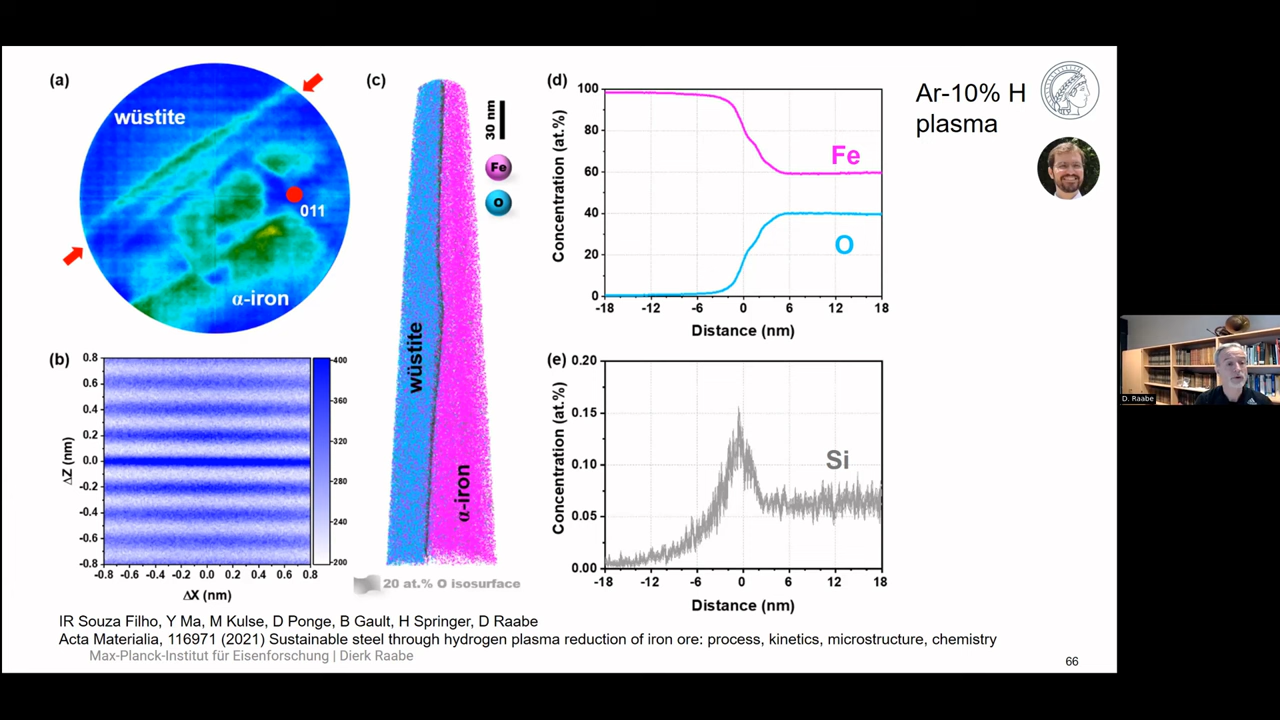 (a)
wüstite
011
α-iron
(b)
ΔZ (nm)
0.8
0.6
0.4
0.2
0.0
-0.2
-0.4
-0.6
-0.8
-0.8 -0.6 -0.4 -0.2 0.0 0.2 0.4 0.6 0.8
ΔX (nm)
400
360
320
280
240
200
(c)
30 nm
Fe
O
wüstite
α-iron
20 at.% O isosurface
(d)
Concentration (at.%)
100
80
60
40
20
0
Fe
O
-18 -12 -6 0 6 12 18
Distance (nm)
(e)
Concentration (at.%)
0.20
0.15
0.10
0.05
0.00
Si
-18 -12 -6 0 6 12 18
Distance (nm)
Ar-10% H
plasma
D. Raabe
IR Souza Filho, Y Ma, M Kulse, D Ponge, B Gault, H Springer, D Raabe
Acta Materialia, 116971 (2021) Sustainable steel through hydrogen plasma reduction of iron ore: process, kinetics, microstructure, chemistry
Max-Planck-Institut für Eisenforschung | Dierk Raabe
66